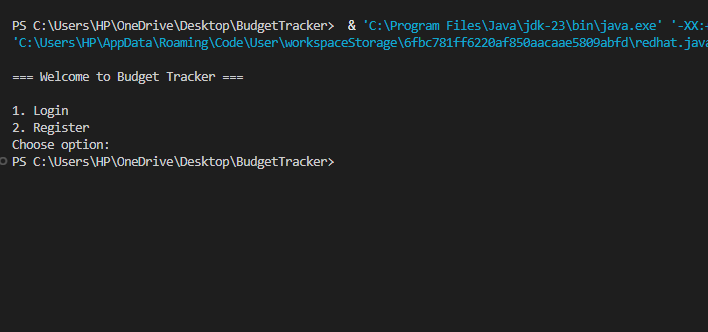 PS C:\Users\HP\OneDrive\Desktop\BudgetTracker>  & 'C:\Program Files\Java\jdk-23\bin\java.exe' '-XX:
'C:\Users\HP\AppData\Roaming\Code\User\workspaceStorage\6fbc781ff6220af850aacaae5809abfd\redhat.java
=== Welcome to Budget Tracker ===
1. Login
2. Register
Choose option:
PS C:\Users\HP\OneDrive\Desktop\BudgetTracker>